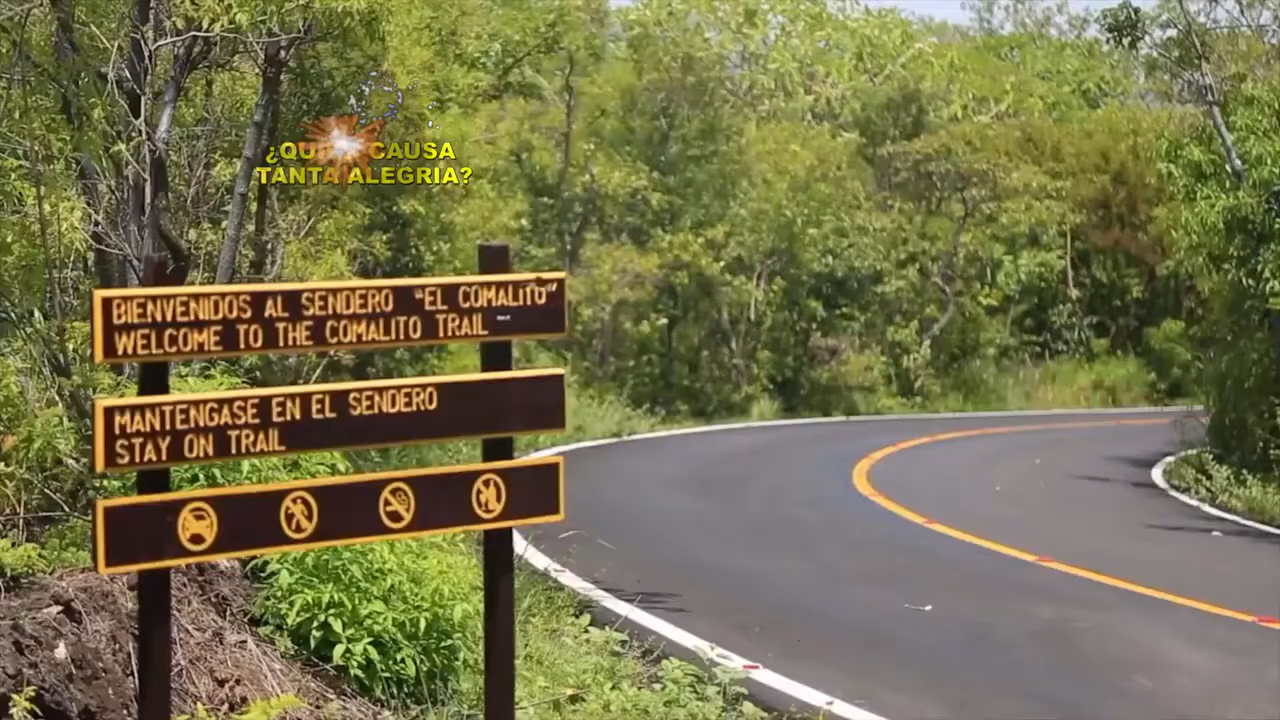 ¿QU CAUSA
TANTA ALEGRIA?
BIENVENIDOS AL SENDERO "EL COMALITO"
WELCOME TO THE COMALITO TRAIL
MANTENGASE EN EL SENDERO
STAY ON TRAIL